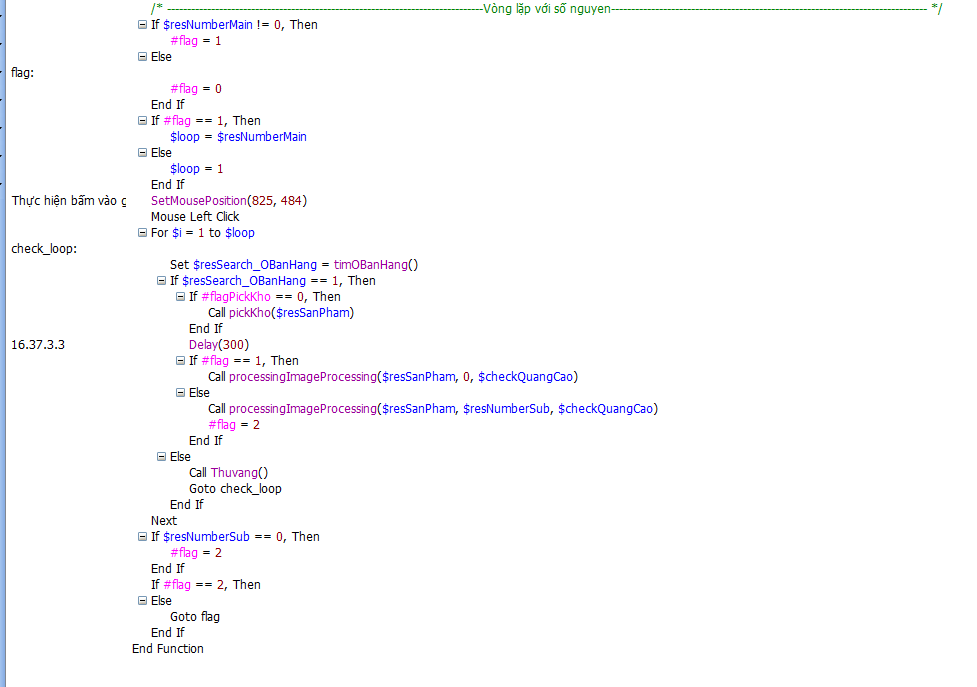 /* ------------------------------------------------------------Vòng lặp với số nguyen------------------------------------------------------------ */
If $resNumberMain != 0, Then
#flag = 1
Else
flag:
#flag = 0
End If
If #flag == 1, Then
$loop = $resNumberMain
Else
$loop = 1
End If
Thực hiện bấm vào SetMousePosition(825, 484)
Mouse Left Click
For $i = 1 to $loop
check_loop:
Set $resSearch_OBanHang = timOBanHang()
If $resSearch_OBanHang == 1, Then
If #flagPickKho == 0, Then
Call pickKho($resSanPham)
End If
16.37.3.3 Delay(300)
If #flag == 1, Then
Call processingImageProcessing($resSanPham, 0, $checkQuangCao)
Else
Call processingImageProcessing($resSanPham, $resNumberSub, $checkQuangCao)
#flag = 2
End If
Else
Call Thuvang()
Goto check_loop
End If
Next
If $resNumberSub == 0, Then
#flag = 2
End If
If #flag == 2, Then
Else
Goto flag
End If
End Function